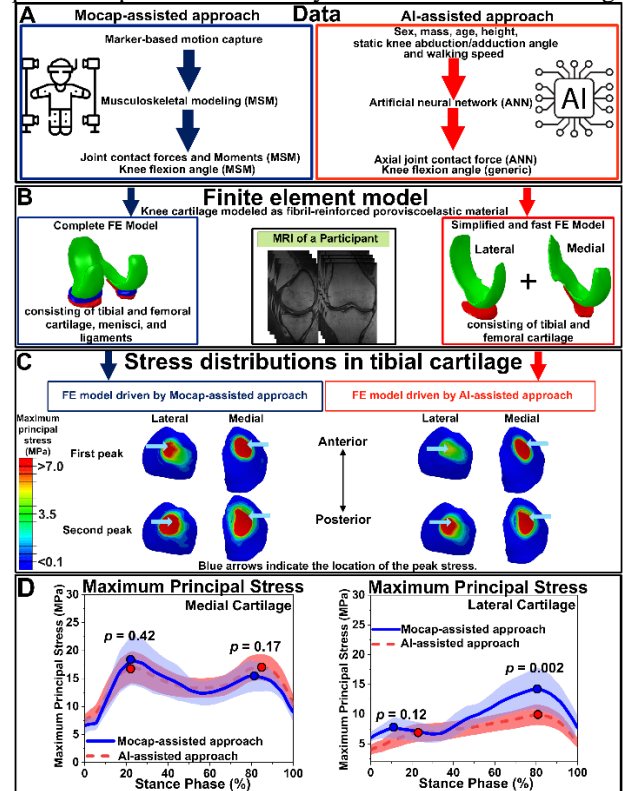 A
Mocap-assisted approach
Data
AI-assisted approach
Marker-based motion capture
Musculoskeletal modeling (MSM)
Joint contact forces and Moments (MSM)
Knee flexion angle (MSM)
Sex, mass, age, height,
static knee abduction/adduction angle
and walking speed
Artificial neural network (ANN)
AI
Axial joint contact force (ANN)
Knee flexion angle (generic)
B
Finite element model
Knee cartilage modeled as fibril-reinforced poroviscoelastic material
Complete FE Model
consisting of tibial and femoral
cartilage, menisci, and
ligaments
MRI of a Participant
Simplified and fast FE Model
Lateral
Medial
+
consisting of tibial and
femoral cartilage
C
Stress distributions in tibial cartilage
FE model driven by Mocap-assisted approach
FE model driven by AI-assisted approach
Maximum
principal
stress
(MPa)
>7.0
3.5
<0.1
Lateral
Medial
First peak
Second peak
Anterior
Posterior
Lateral
Medial
Blue arrows indicate the location of the peak stress.
D
Maximum Principal Stress
Medial Cartilage
Maximum Principal Stress (MPa)
30
25
20
15
10
5
0
p = 0.42
p = 0.17
Mocap-assisted approach
AI-assisted approach
0
20
40
60
80
100
Stance Phase (%)
Maximum Principal Stress
Lateral Cartilage
Maximum Principal Stress (MPa)
30
25
20
15
10
5
Mocap-assisted approach
AI-assisted approach
p = 0.002
p = 0.12
0
20
40
60
80
100
Stance Phase (%)